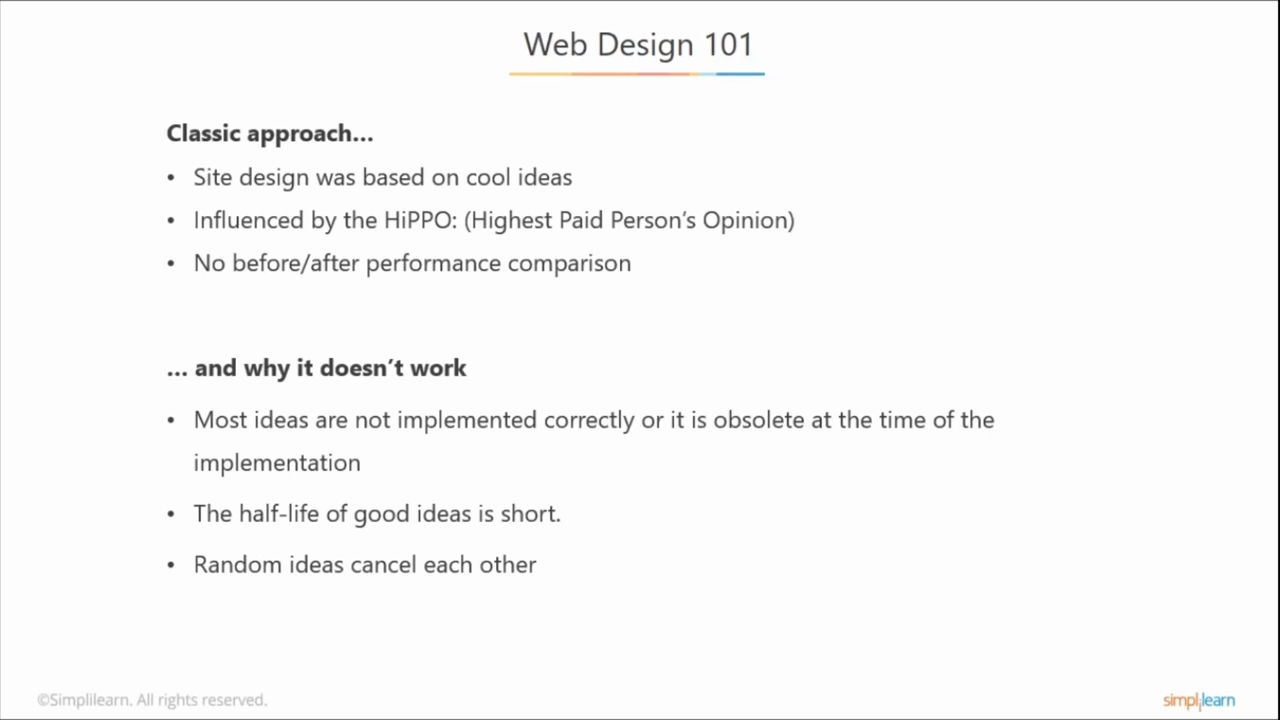 Web Design 101
Classic approach...
• Site design was based on cool ideas
• Influenced by the HiPPO: (Highest Paid Person's Opinion)
• No before/after performance comparison
... and why it doesn't work
• Most ideas are not implemented correctly or it is obsolete at the time of the
implementation
• The half-life of good ideas is short.
• Random ideas cancel each other
©Simplilearn. All rights reserved.
simplilearn